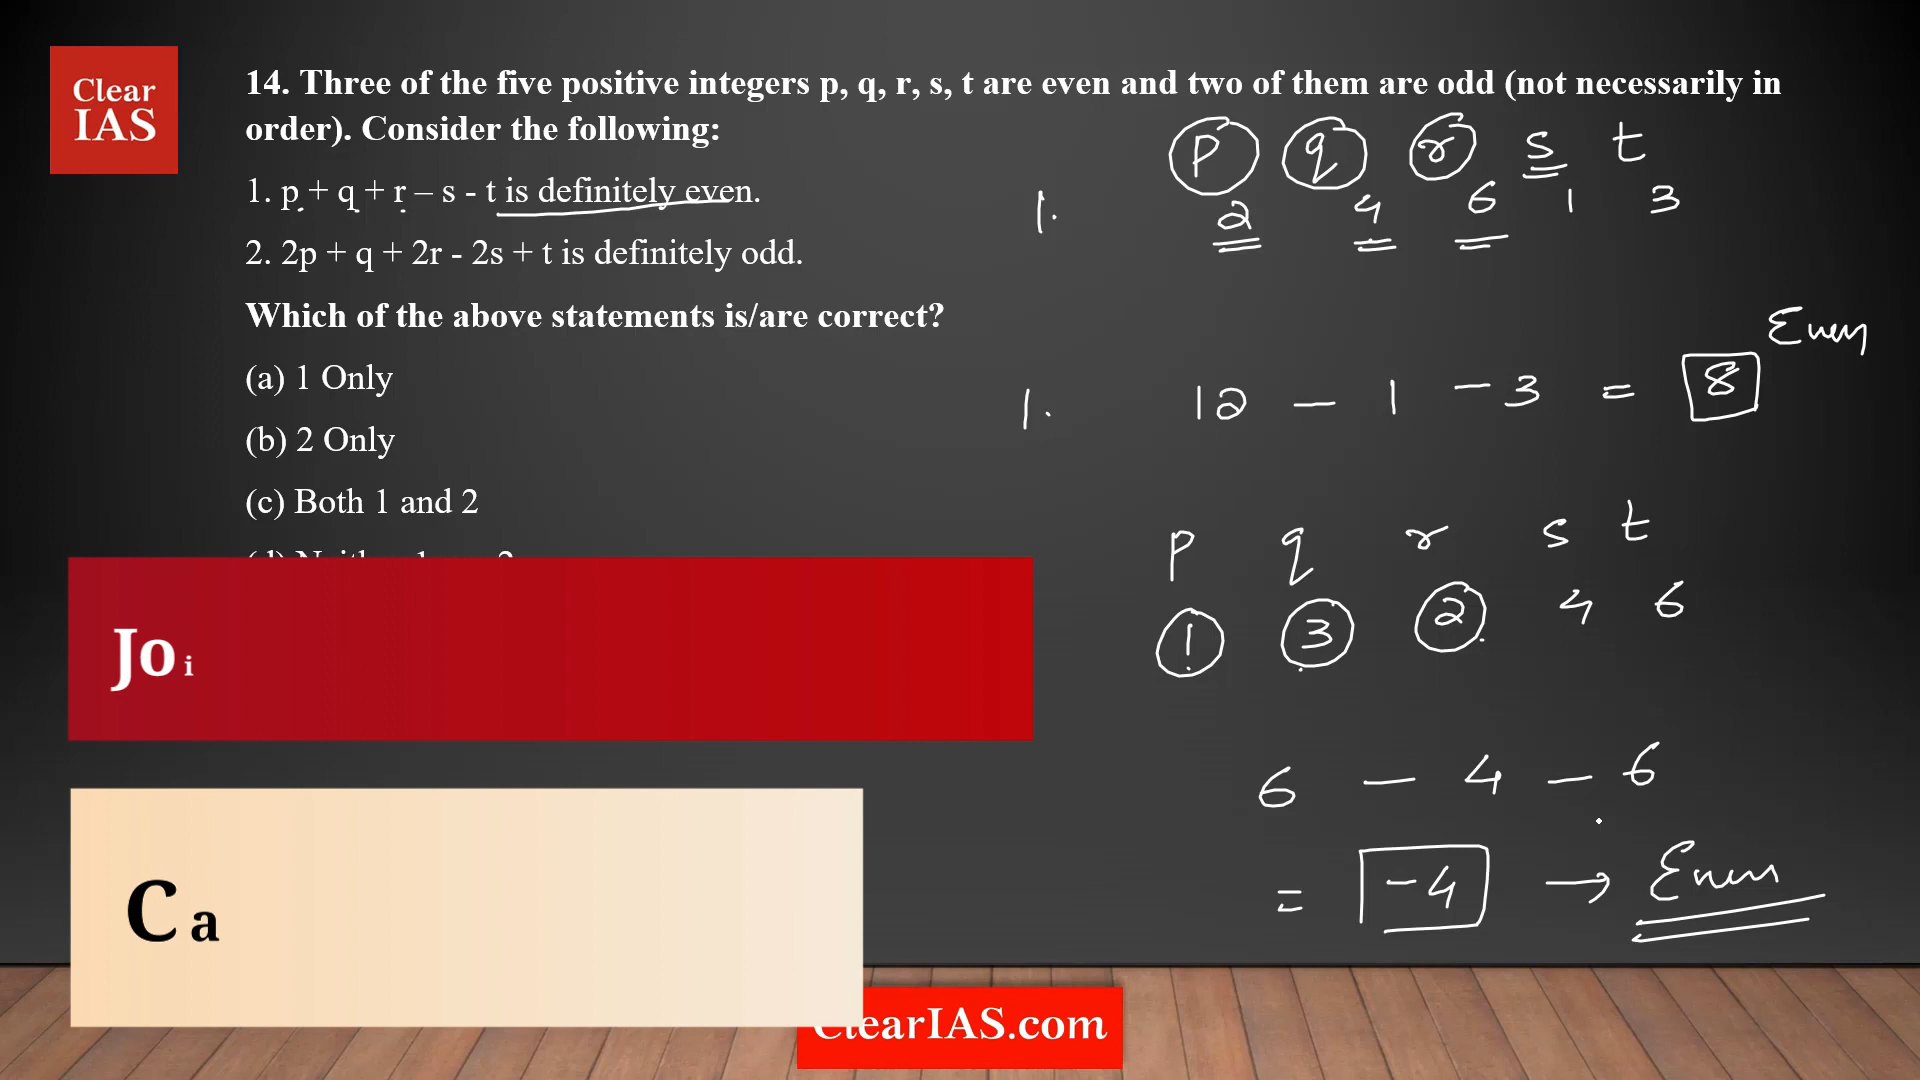 Clear
IAS
14. Three of the five positive integers p, q, r, s, t are even and two of them are odd (not necessarily in
order). Consider the following:
1. p + q + r – s - t is definitely even.
2. 2p + q + 2r - 2s + t is definitely odd.
Which of the above statements is/are correct?
(a) 1 Only
(b) 2 Only
(c) Both 1 and 2
p q r s t
1. 2 4 6 1 3
Even
1. 12 – 1 – 3 = 8
p q r s t
1 3 2 4 6
6 – 4 – 6
= -4 → Even
Joi
Ca
ClearIAS.com